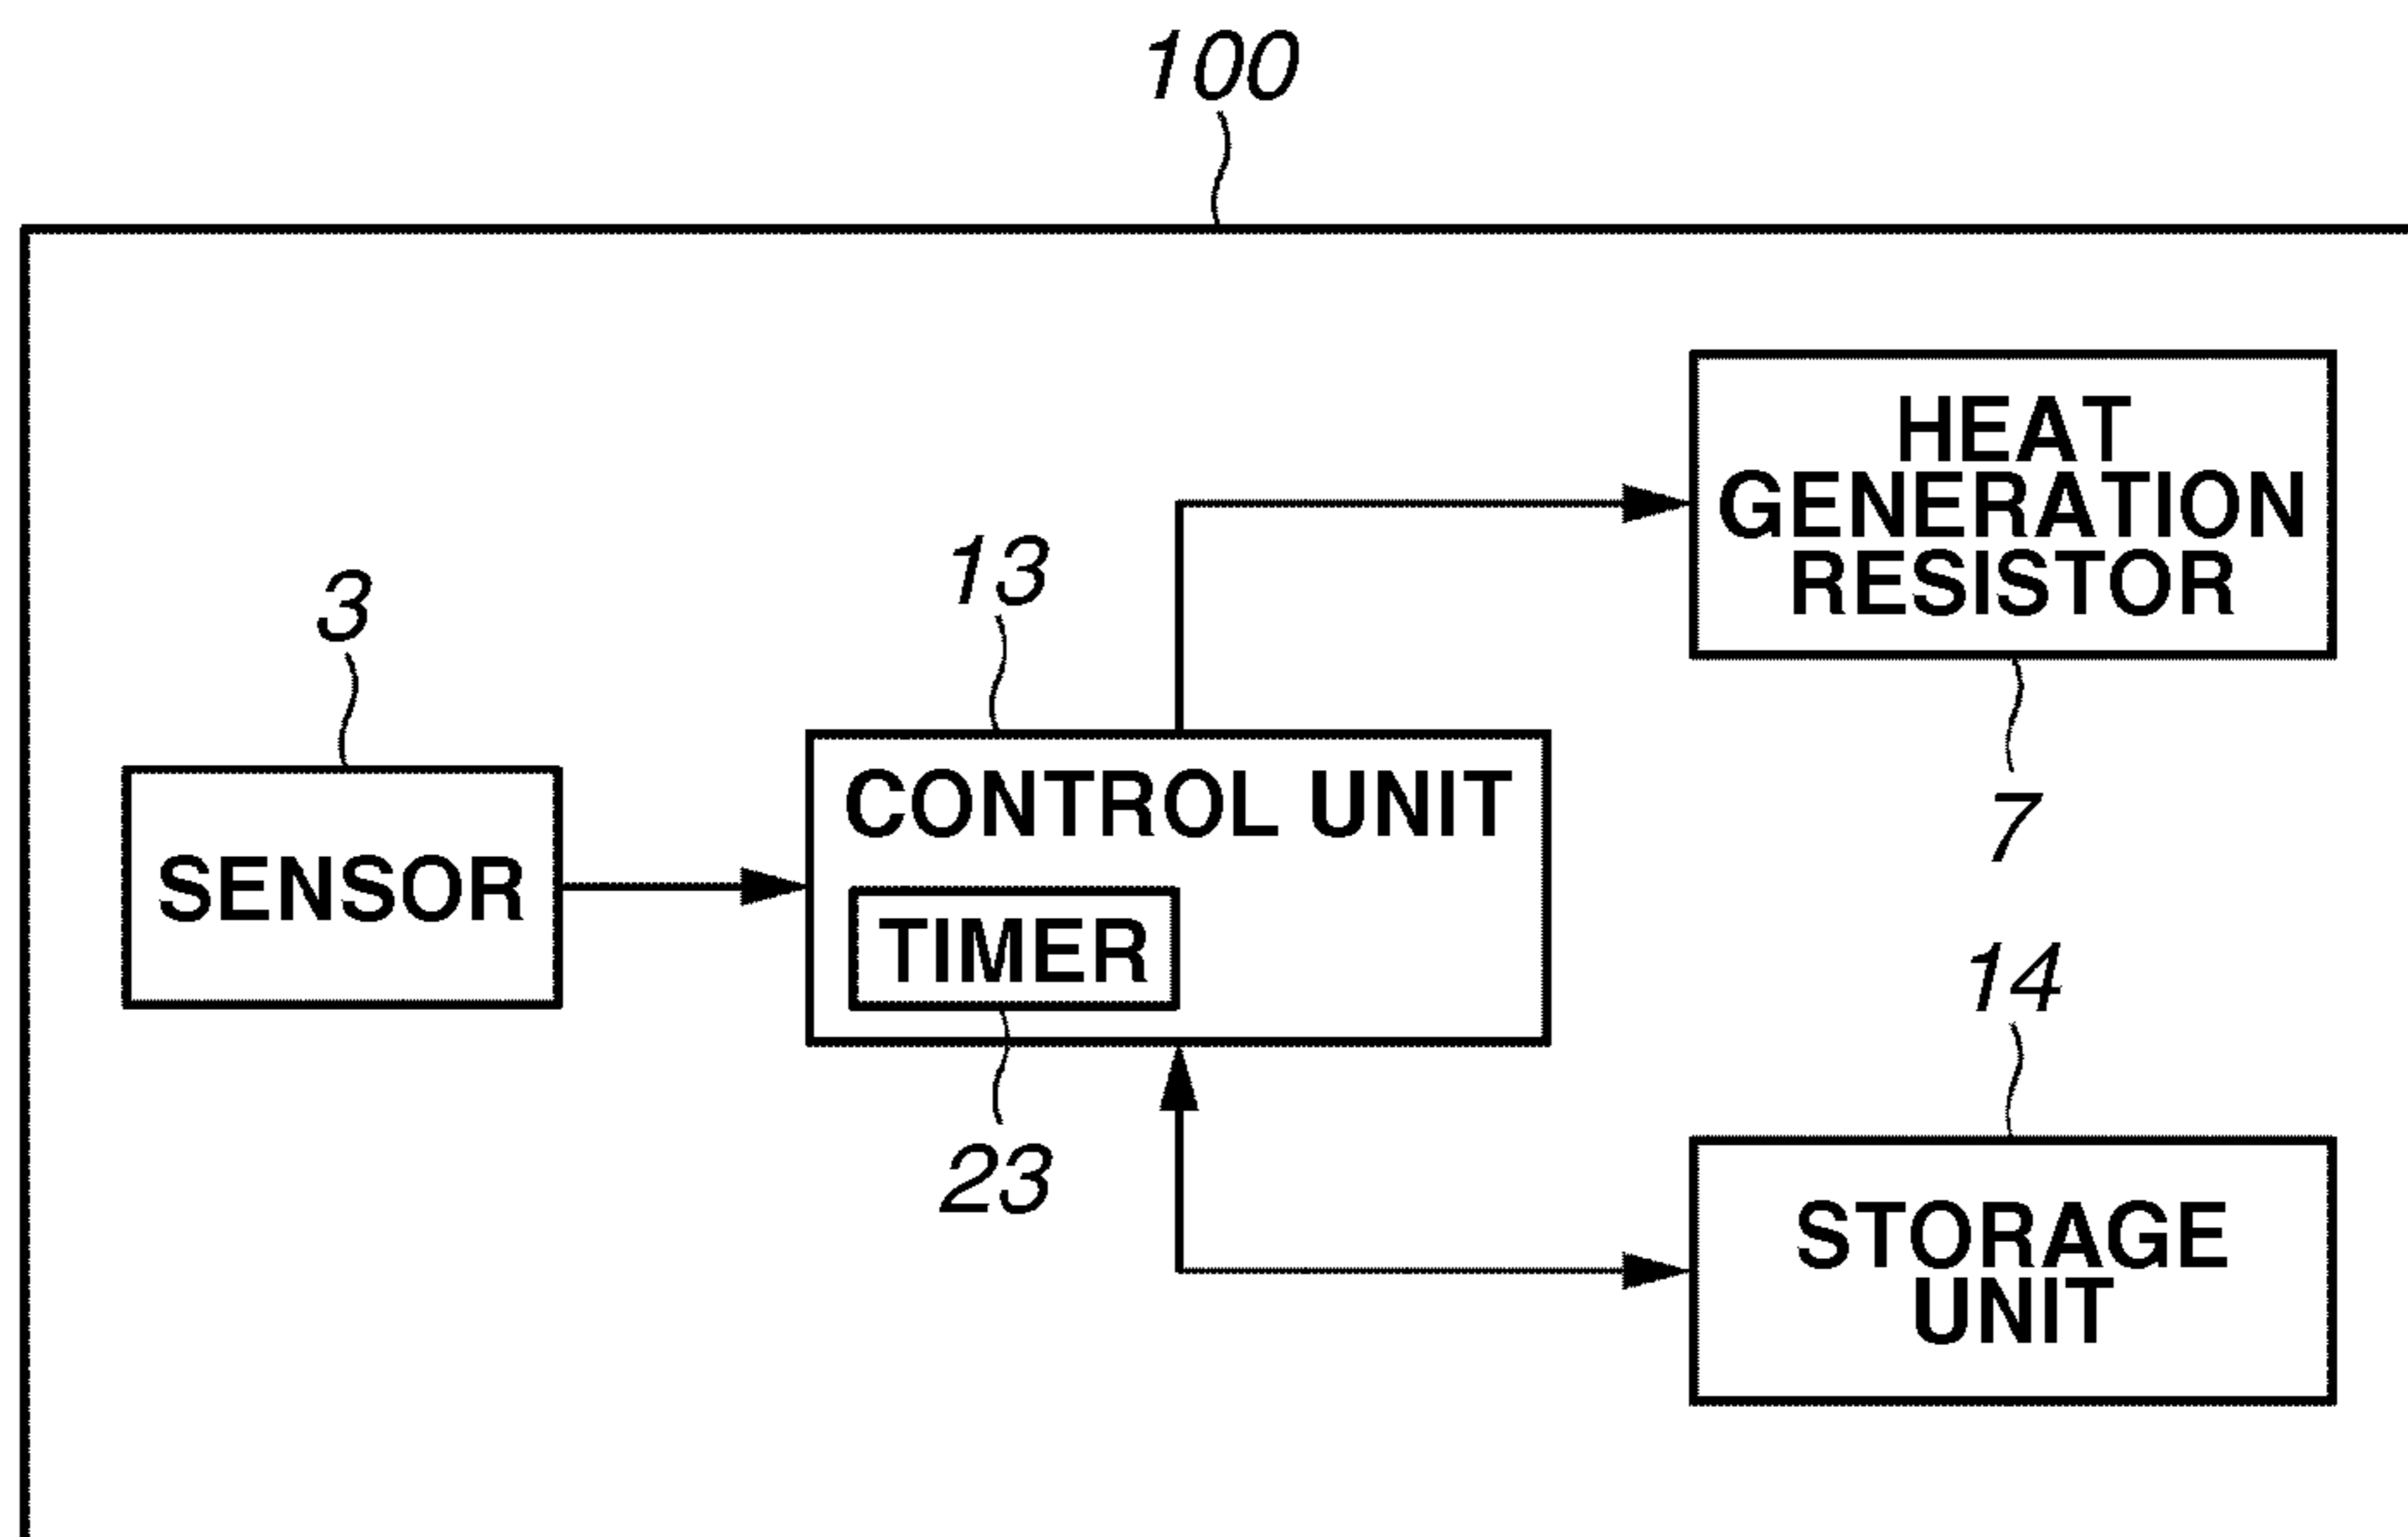 100
HEAT
GENERATION
RESISTOR
7
3
SENSOR
13
CONTROL UNIT
TIMER
23
14
STORAGE
UNIT